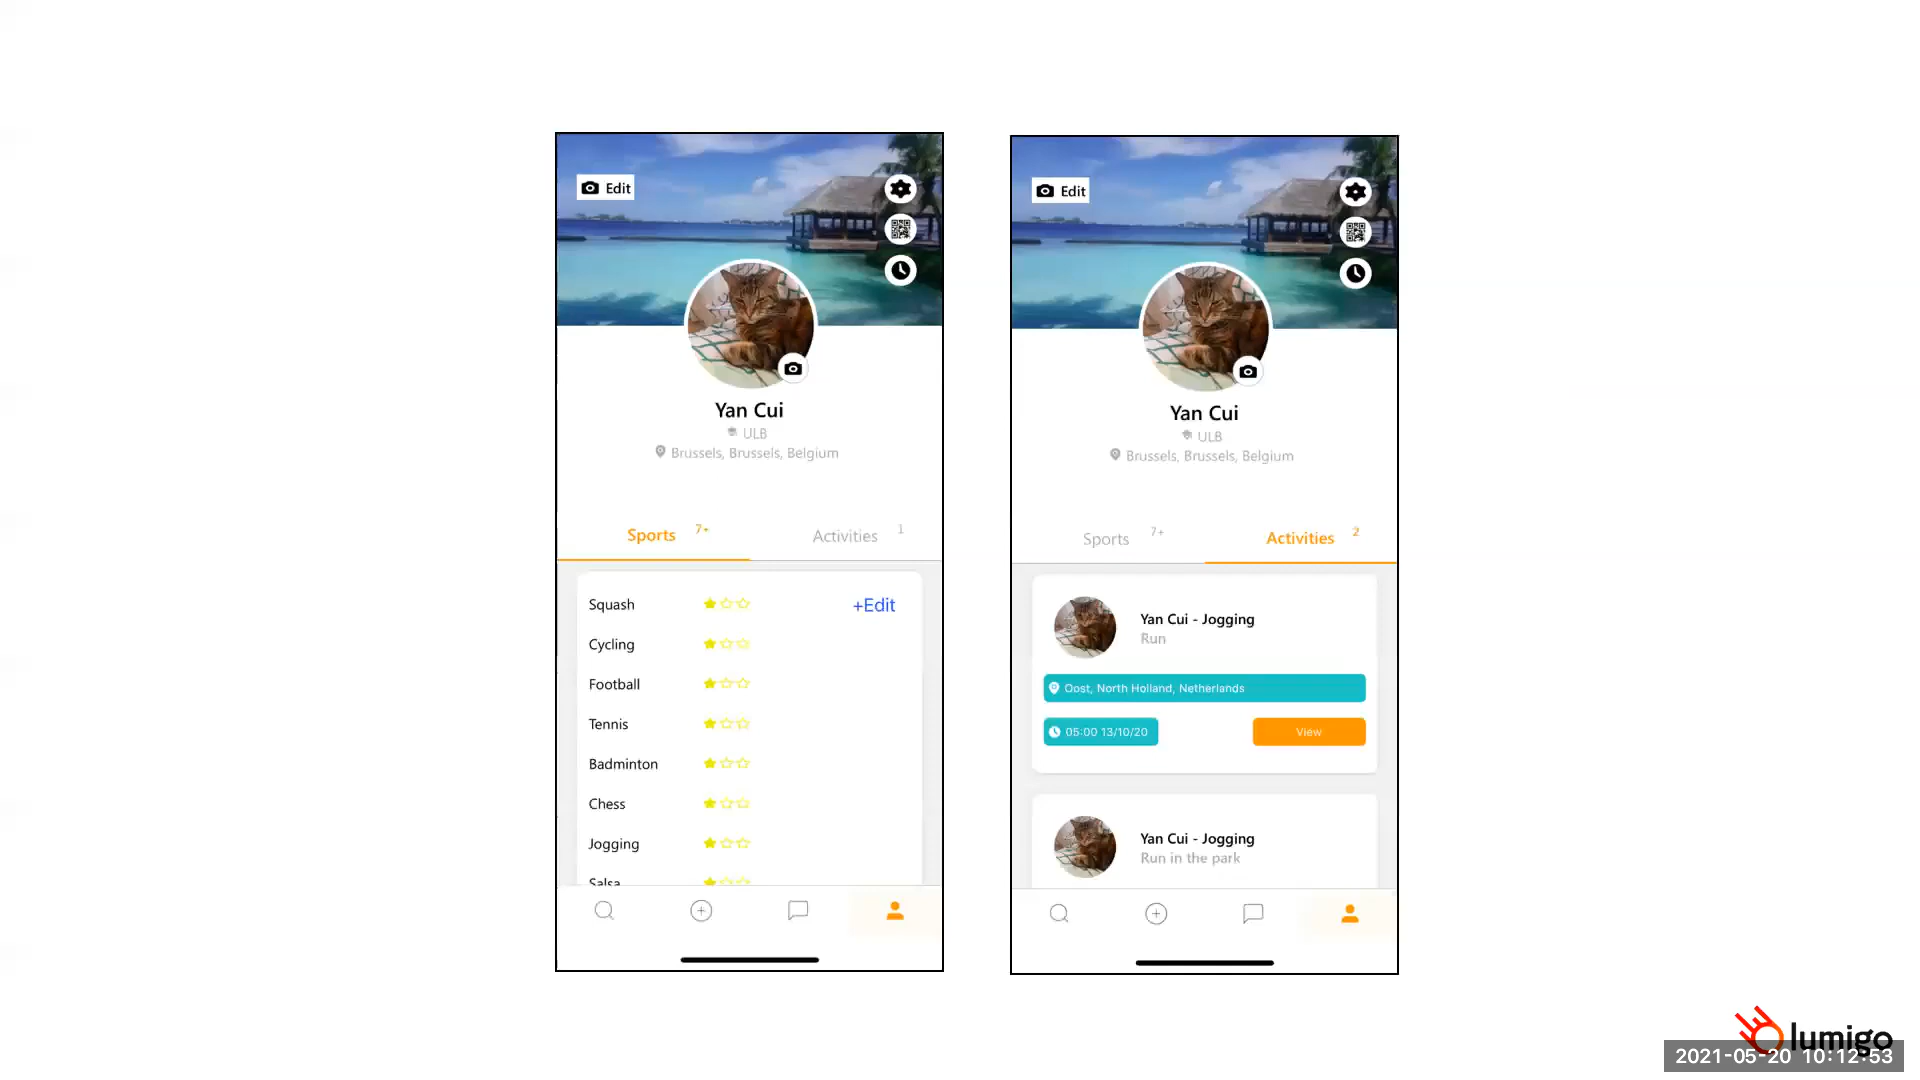 Edit
Yan Cui
ULB
Brussels, Brussels, Belgium
Sports 7+
Activities 1
Squash
+Edit
Cycling
Football
Tennis
Badminton
Chess
Jogging
Salsa
Edit
Yan Cui
ULB
Brussels, Brussels, Belgium
Sports 7+
Activities 2
Yan Cui - Jogging
Run
Oost, North Holland, Netherlands
05:00 13/10/20
View
Yan Cui - Jogging
Run in the park
lumigo
2021-05-20 10:12:53